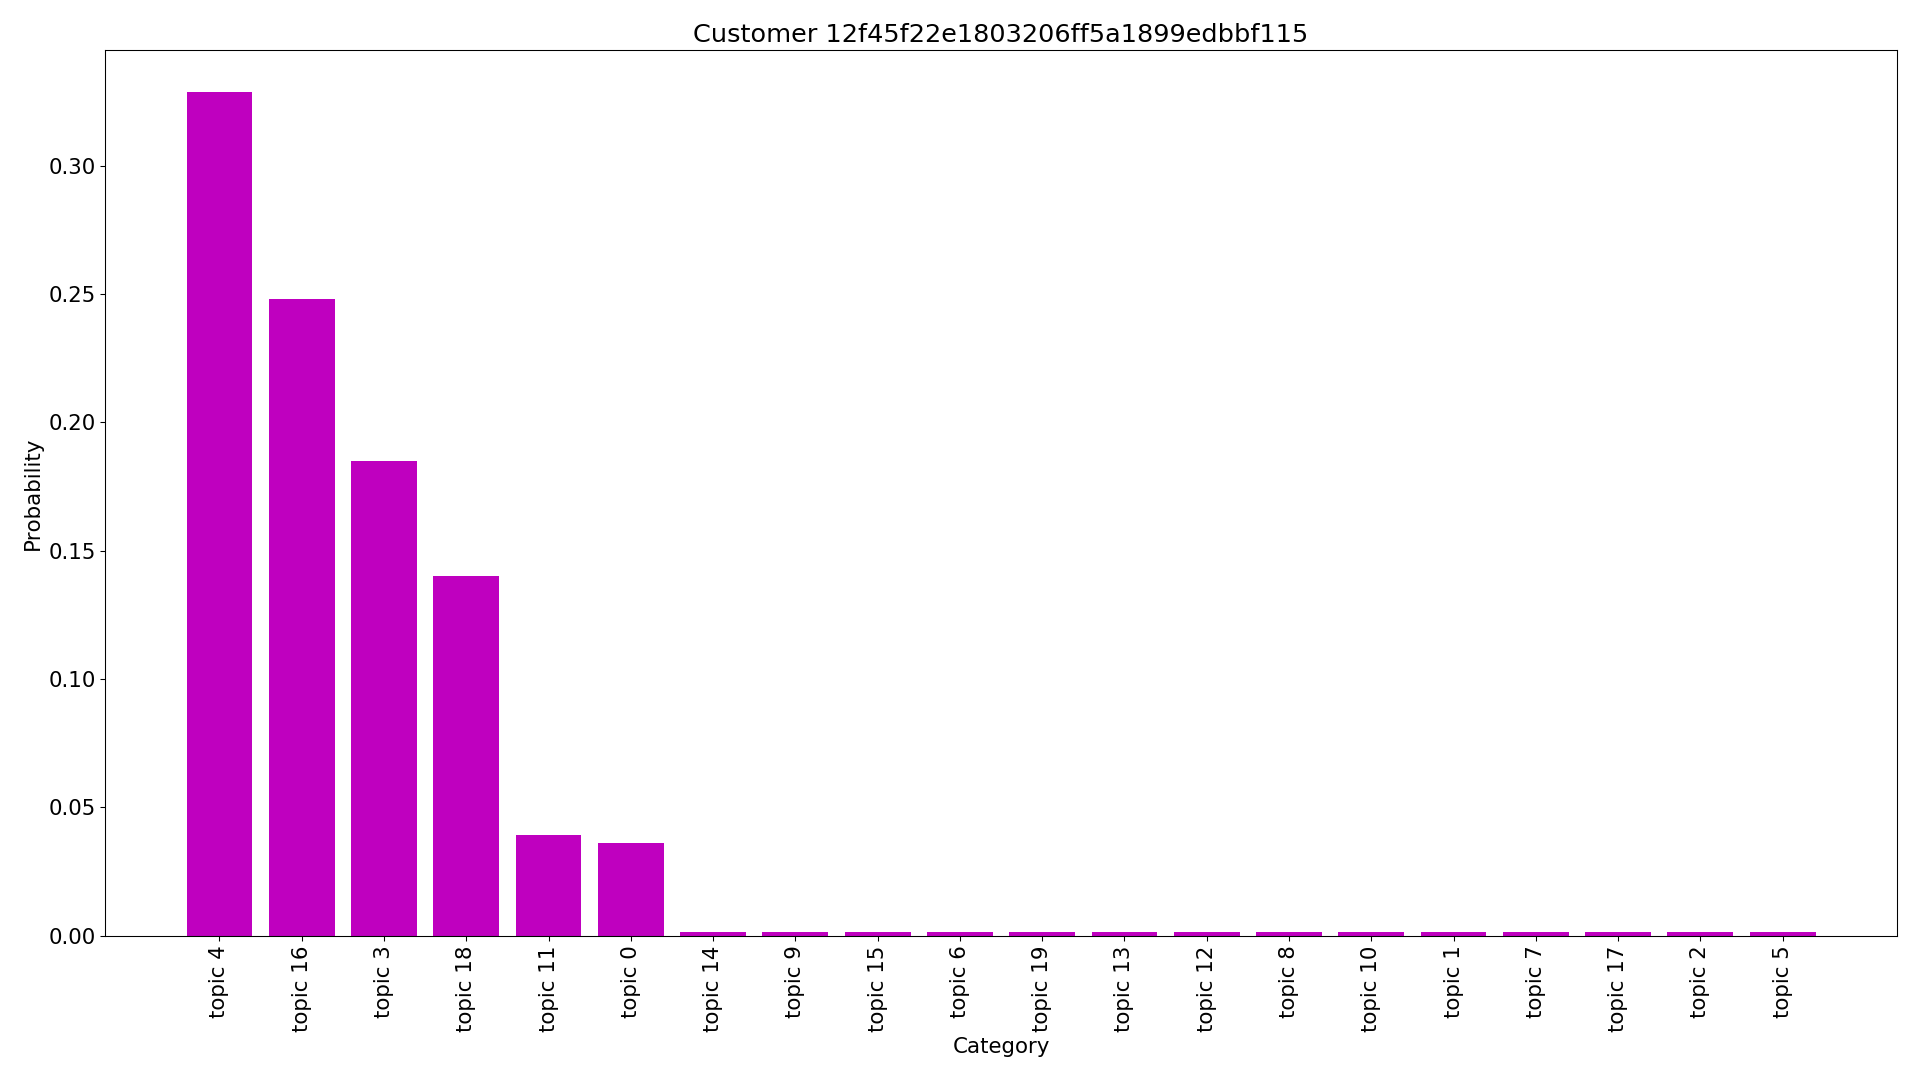 Customer 12f45f22e1803206ff5a1899edbbf115
Probability
0.30
0.25
0.20
0.15
0.10
0.05
0.00
topic 4
topic 16
topic 3
topic 18
topic 11
topic 0
topic 14
topic 9
topic 15
topic 6
topic 19
topic 13
topic 12
topic 8
topic 10
topic 1
topic 7
topic 17
topic 2
topic 5
Category